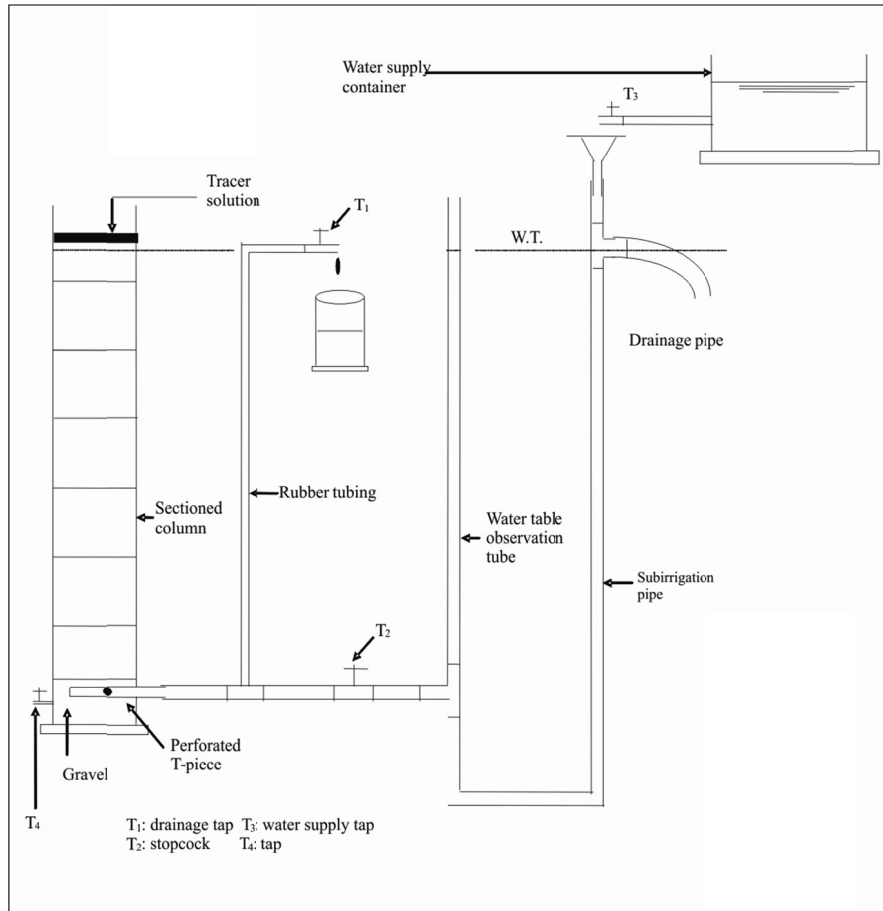 Water supply
container
T₃
Tracer
solution
T₁
W.T.
Drainage pipe
Rubber tubing
Sectioned
column
Water table
observation
tube
Subirrigation
pipe
T₂
Perforated
T-piece
Gravel
T₄
T₁: drainage tap T₃: water supply tap
T₂: stopcock T₄: tap